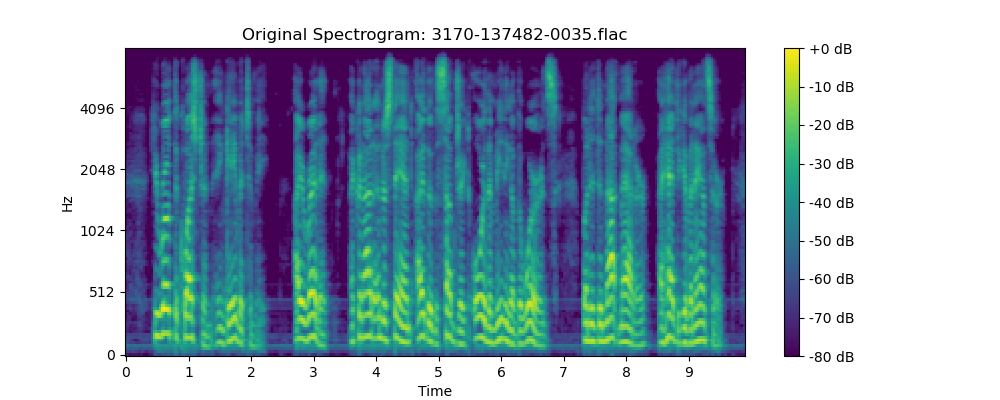 Original Spectrogram: 3170-137482-0035.flac
Hz
4096
2048
1024
512
0
0 1 2 3 4 5 6 7 8 9
Time
+0 dB
-10 dB
-20 dB
-30 dB
-40 dB
-50 dB
-60 dB
-70 dB
-80 dB